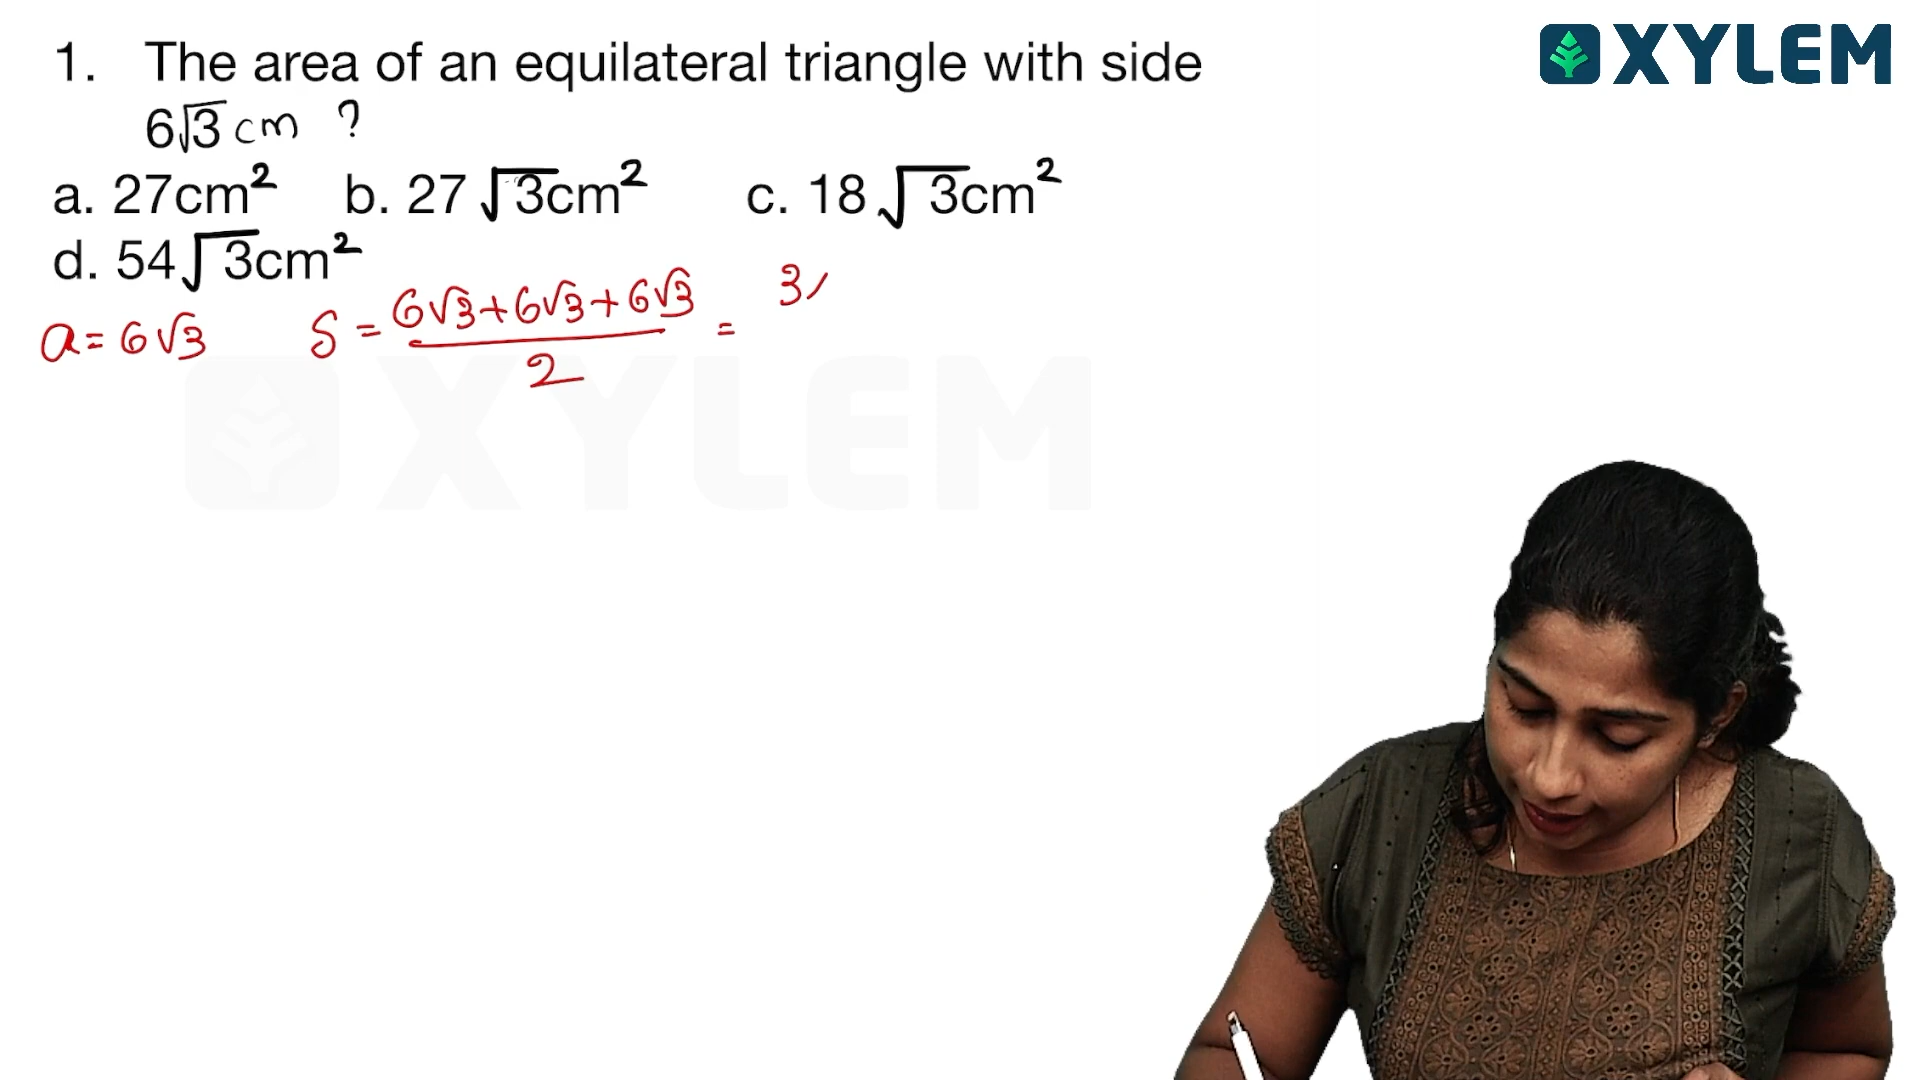 1. The area of an equilateral triangle with side
6√3 cm ?
a. 27cm² b. 27√3cm² c. 18√3cm²
d. 54√3cm²
a = 6√3 S = (6√3+6√3+6√3)/2 = 3
XYLEM
XYLEM